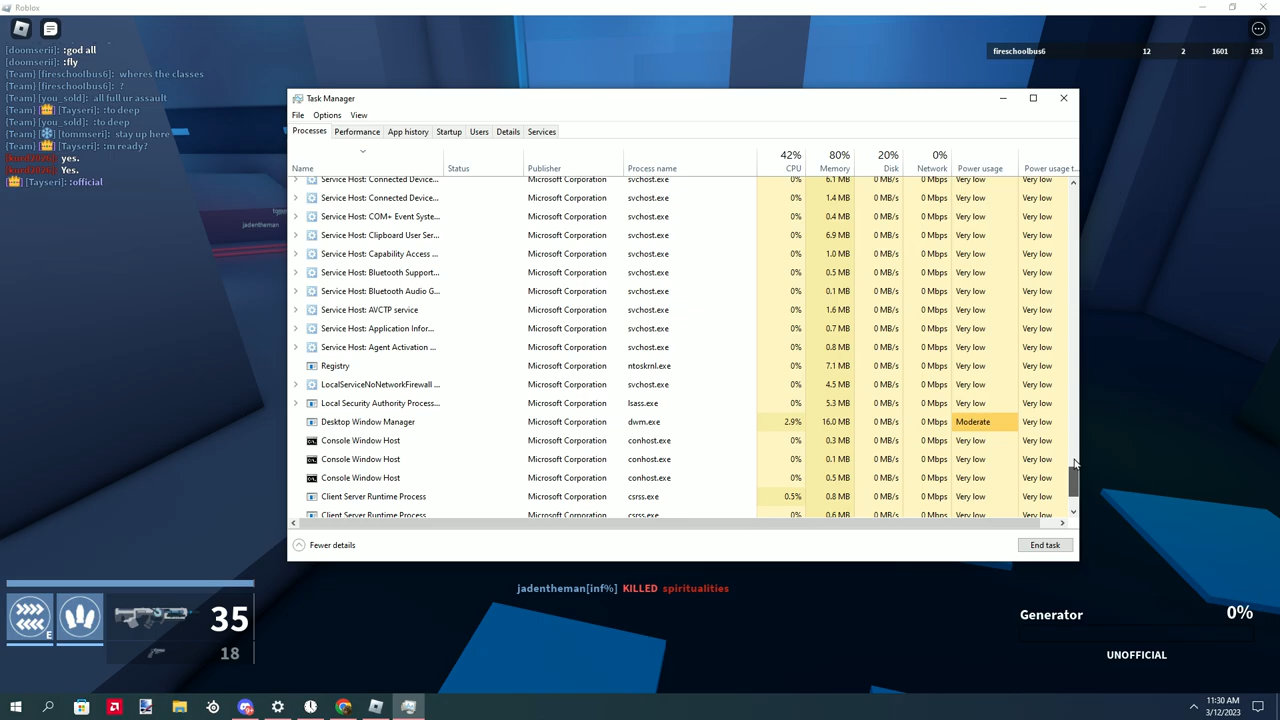 Roblox
[doomserii]: :god all
[doomserii]: :fly
{Team} [fireschoolbus6]: wheres the classes
{Team} [fireschoolbus6]: ?
{Team} [you_sold]: all full ur assault
{Team} [Tayseri]: :to deep
{Team} [you_sold]: :to deep
{Team} [tommseri]: stay up here
{Team} [Tayseri]: :m ready?
yes.
Yes.
[Tayseri]: :official
fireschoolbus6 12 2 1601 193
jadentheman
Task Manager
File Options View
Processes Performance App history Startup Users Details Services
42% 80% 20% 0%
Name Status Publisher Process name CPU Memory Disk Network Power usage Power usage t...
Service Host: Connected Device... Microsoft Corporation svchost.exe 0% 6.1 MB 0 MB/s 0 Mbps Very low Very low
Service Host: Connected Device... Microsoft Corporation svchost.exe 0% 1.4 MB 0 MB/s 0 Mbps Very low Very low
Service Host: COM+ Event Syste... Microsoft Corporation svchost.exe 0% 0.4 MB 0 MB/s 0 Mbps Very low Very low
Service Host: Clipboard User Ser... Microsoft Corporation svchost.exe 0% 6.9 MB 0 MB/s 0 Mbps Very low Very low
Service Host: Capability Access ... Microsoft Corporation svchost.exe 0% 1.0 MB 0 MB/s 0 Mbps Very low Very low
Service Host: Bluetooth Support... Microsoft Corporation svchost.exe 0% 0.5 MB 0 MB/s 0 Mbps Very low Very low
Service Host: Bluetooth Audio G... Microsoft Corporation svchost.exe 0% 0.1 MB 0 MB/s 0 Mbps Very low Very low
Service Host: AVCTP service Microsoft Corporation svchost.exe 0% 1.6 MB 0 MB/s 0 Mbps Very low Very low
Service Host: Application Infor... Microsoft Corporation svchost.exe 0% 0.7 MB 0 MB/s 0 Mbps Very low Very low
Service Host: Agent Activation ... Microsoft Corporation svchost.exe 0% 0.8 MB 0 MB/s 0 Mbps Very low Very low
Registry Microsoft Corporation ntoskrnl.exe 0% 7.1 MB 0 MB/s 0 Mbps Very low Very low
LocalServiceNoNetworkFirewall ... Microsoft Corporation svchost.exe 0% 4.5 MB 0 MB/s 0 Mbps Very low Very low
Local Security Authority Process... Microsoft Corporation lsass.exe 0% 5.3 MB 0 MB/s 0 Mbps Very low Very low
Desktop Window Manager Microsoft Corporation dwm.exe 2.9% 16.0 MB 0 MB/s 0 Mbps Moderate Very low
Console Window Host Microsoft Corporation conhost.exe 0% 0.3 MB 0 MB/s 0 Mbps Very low Very low
Console Window Host Microsoft Corporation conhost.exe 0% 0.1 MB 0 MB/s 0 Mbps Very low Very low
Console Window Host Microsoft Corporation conhost.exe 0% 0.5 MB 0 MB/s 0 Mbps Very low Very low
Client Server Runtime Process Microsoft Corporation csrss.exe 0.5% 0.8 MB 0 MB/s 0 Mbps Very low Very low
Client Server Runtime Process Microsoft Corporation csrss.exe 0% 0.6 MB 0 MB/s 0 Mbps Very low Very low
Fewer details End task
jadentheman[inf%] KILLED spiritualities
E
35
18
Generator 0%
UNOFFICIAL
11:30 AM
3/12/2023